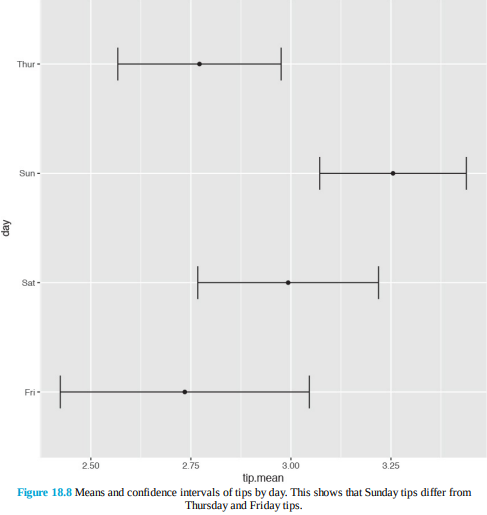 Thur
Sun
day
Sat
Fri
2.50 2.75 3.00 3.25
tip.mean
Figure 18.8 Means and confidence intervals of tips by day. This shows that Sunday tips differ from
Thursday and Friday tips.